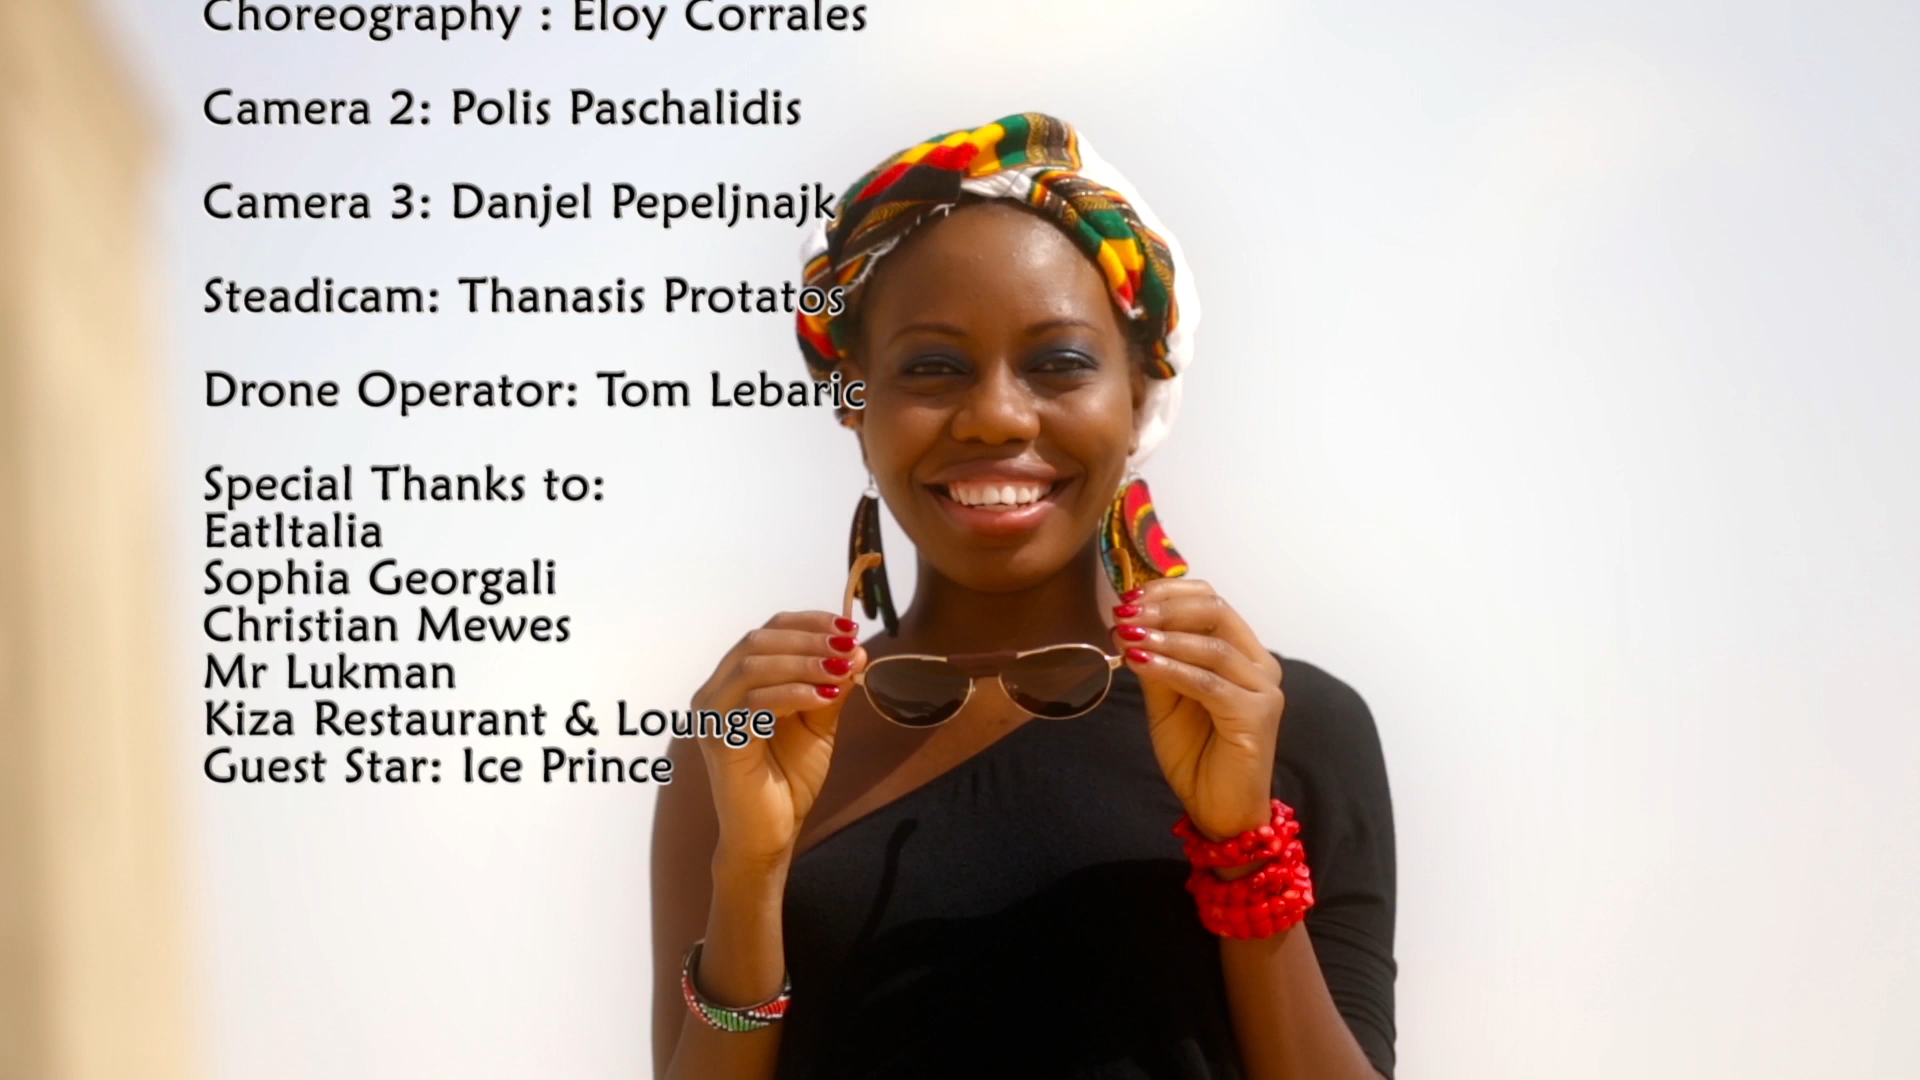 Choreography : Eloy Corrales
Camera 2: Polis Paschalidis
Camera 3: Danjel Pepeljnajk
Steadicam: Thanasis Protatos
Drone Operator: Tom Lebaric
Special Thanks to:
EatItalia
Sophia Georgali
Christian Mewes
Mr Lukman
Kiza Restaurant & Lounge
Guest Star: Ice Prince